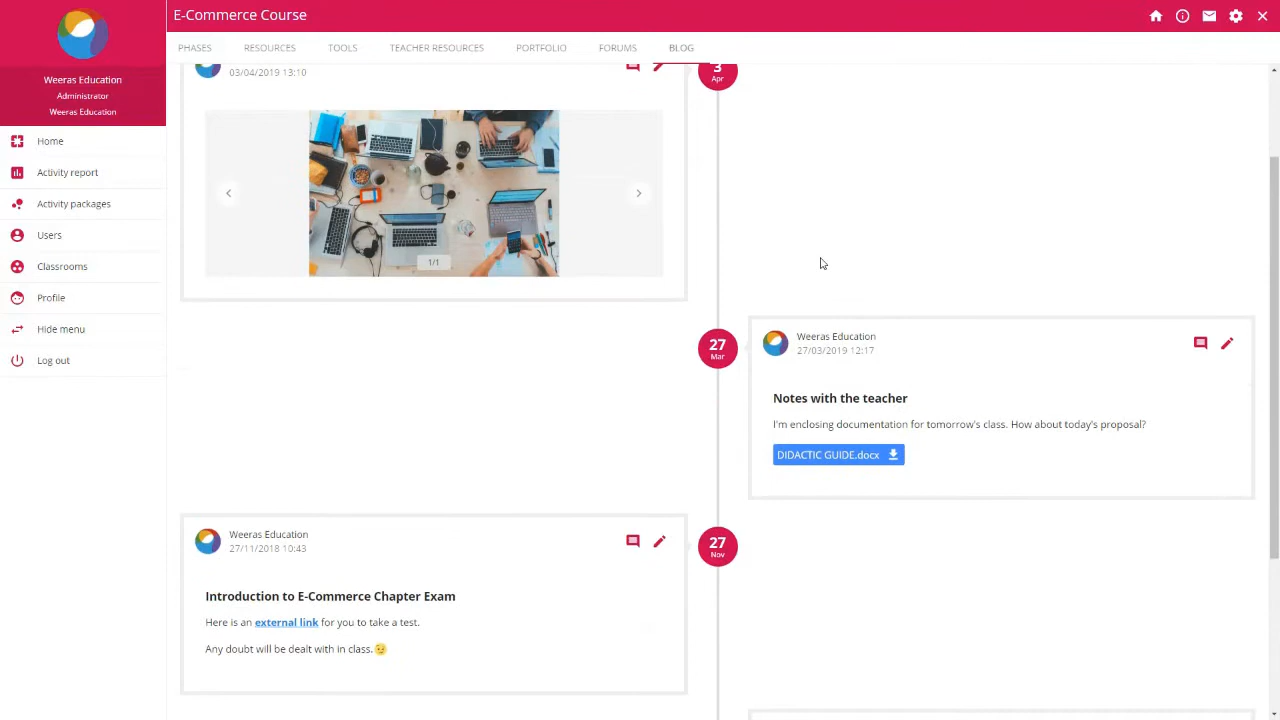 E-Commerce Course
PHASES
RESOURCES
TOOLS
TEACHER RESOURCES
PORTFOLIO
FORUMS
BLOG
Weeras Education
Administrator
Weeras Education
Home
Activity report
Activity packages
Users
Classrooms
Profile
Hide menu
Log out
03/04/2019 13:10
3
Apr
1/1
27
Mar
Weeras Education
27/03/2019 12:17
Notes with the teacher
I'm enclosing documentation for tomorrow's class. How about today's proposal?
DIDACTIC GUIDE.docx
Weeras Education
27/11/2018 10:43
27
Nov
Introduction to E-Commerce Chapter Exam
Here is an external link for you to take a test.
Any doubt will be dealt with in class.😏